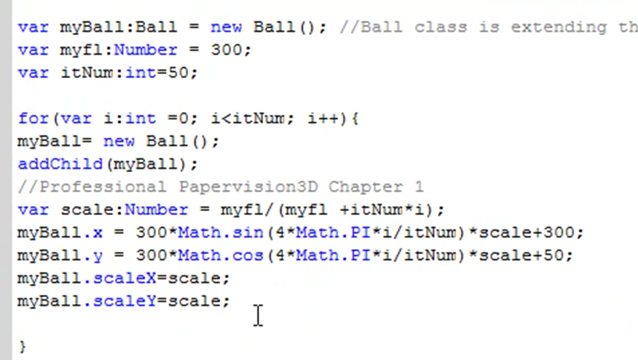 var myBall:Ball = new Ball(); //Ball class is extending th
var myfl:Number = 300;
var itNum:int=50;
for(var i:int =0; i<itNum; i++){
myBall= new Ball();
addChild(myBall);
//Professional Papervision3D Chapter 1
var scale:Number = myfl/(myfl +itNum*i);
myBall.x = 300*Math.sin(4*Math.PI*i/itNum)*scale+300;
myBall.y = 300*Math.cos(4*Math.PI*i/itNum)*scale+50;
myBall.scaleX=scale;
myBall.scaleY=scale;
}